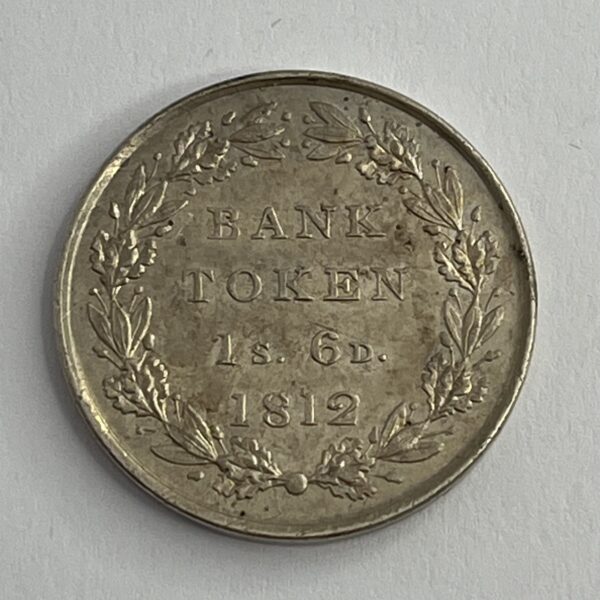 BANK
TOKEN
1s. 6D.
1812